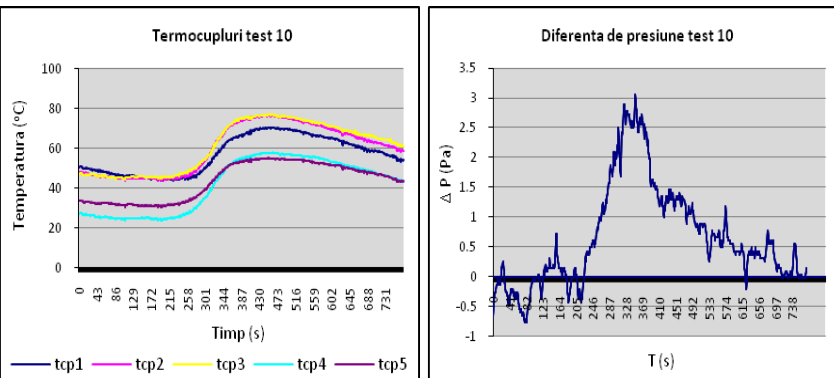 Termocupluri test 10
Temperatura (°C)
100
80
60
40
20
0
0 43 86 129 172 215 258 301 344 387 430 473 516 559 602 645 688 731
Timp (s)
tcp1 tcp2 tcp3 tcp4 tcp5
Diferenta de presiune test 10
Δ P (Pa)
3.5
3
2.5
2
1.5
1
0.5
0
-0.5
-1
0 41 82 123 164 205 246 287 328 369 410 451 492 533 574 615 656 697 738
T (s)